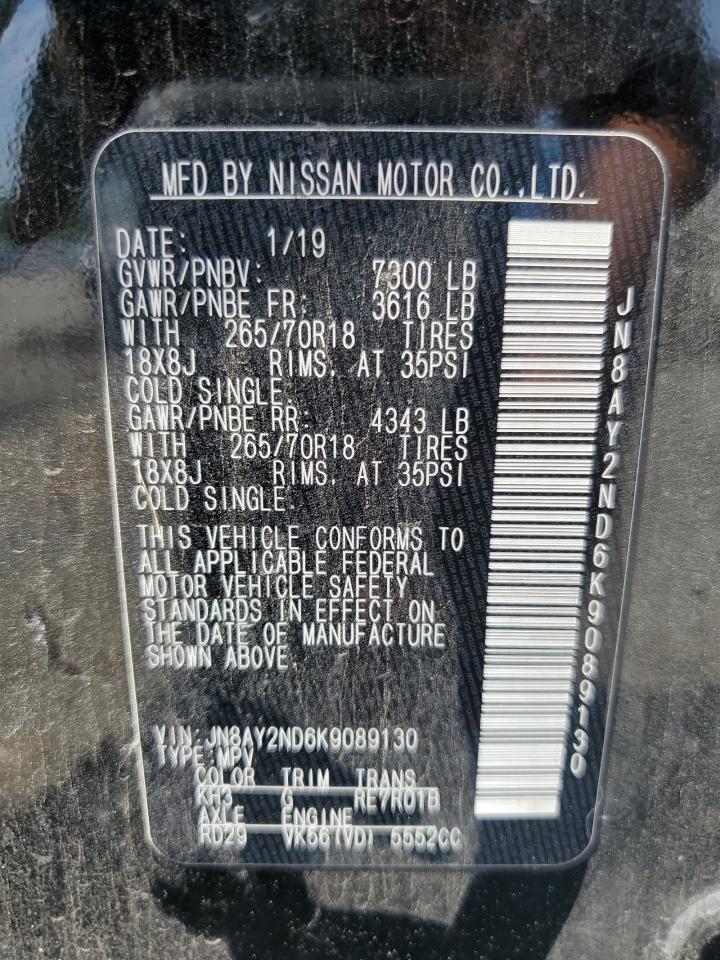 MFD BY NISSAN MOTOR CO.,LTD.
DATE: 1/19
GVWR/PNBV: 7300 LB
GAWR/PNBE FR: 3616 LB
WITH 265/70R18 TIRES
18X8J RIMS. AT 35PSI
COLD SINGLE.
GAWR/PNBE RR: 4343 LB
WITH 265/70R18 TIRES
18X8J RIMS. AT 35PSI
COLD SINGLE.
THIS VEHICLE CONFORMS TO
ALL APPLICABLE FEDERAL
MOTOR VEHICLE SAFETY
STANDARDS IN EFFECT ON
THE DATE OF MANUFACTURE
SHOWN ABOVE.
VIN:JN8AY2ND6K9089130
TYPE:MPV
COLOR TRIM TRANS
KH3 G RE7R01B
AXLE ENGINE
RD29 VK56(VD) 5552CC
JN8AY2ND6K9089130